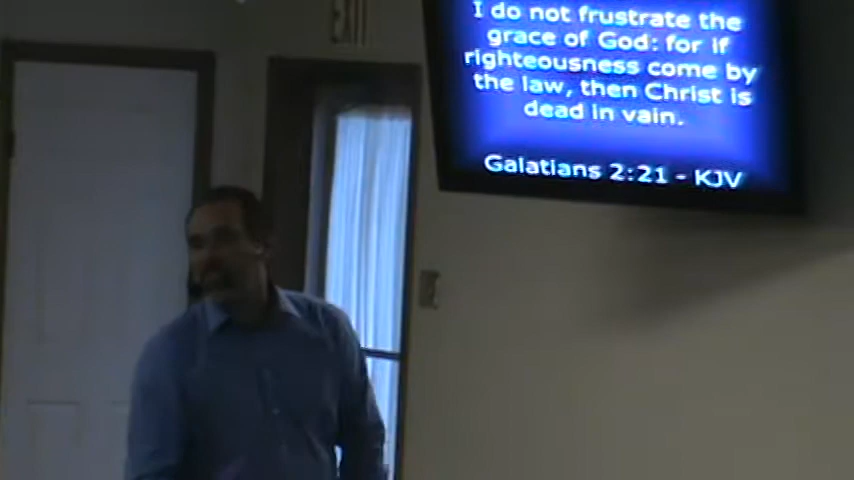 I do not frustrate the
grace of God: for if
righteousness come by
the law, then Christ is
dead in vain.
Galatians 2:21 - KJV